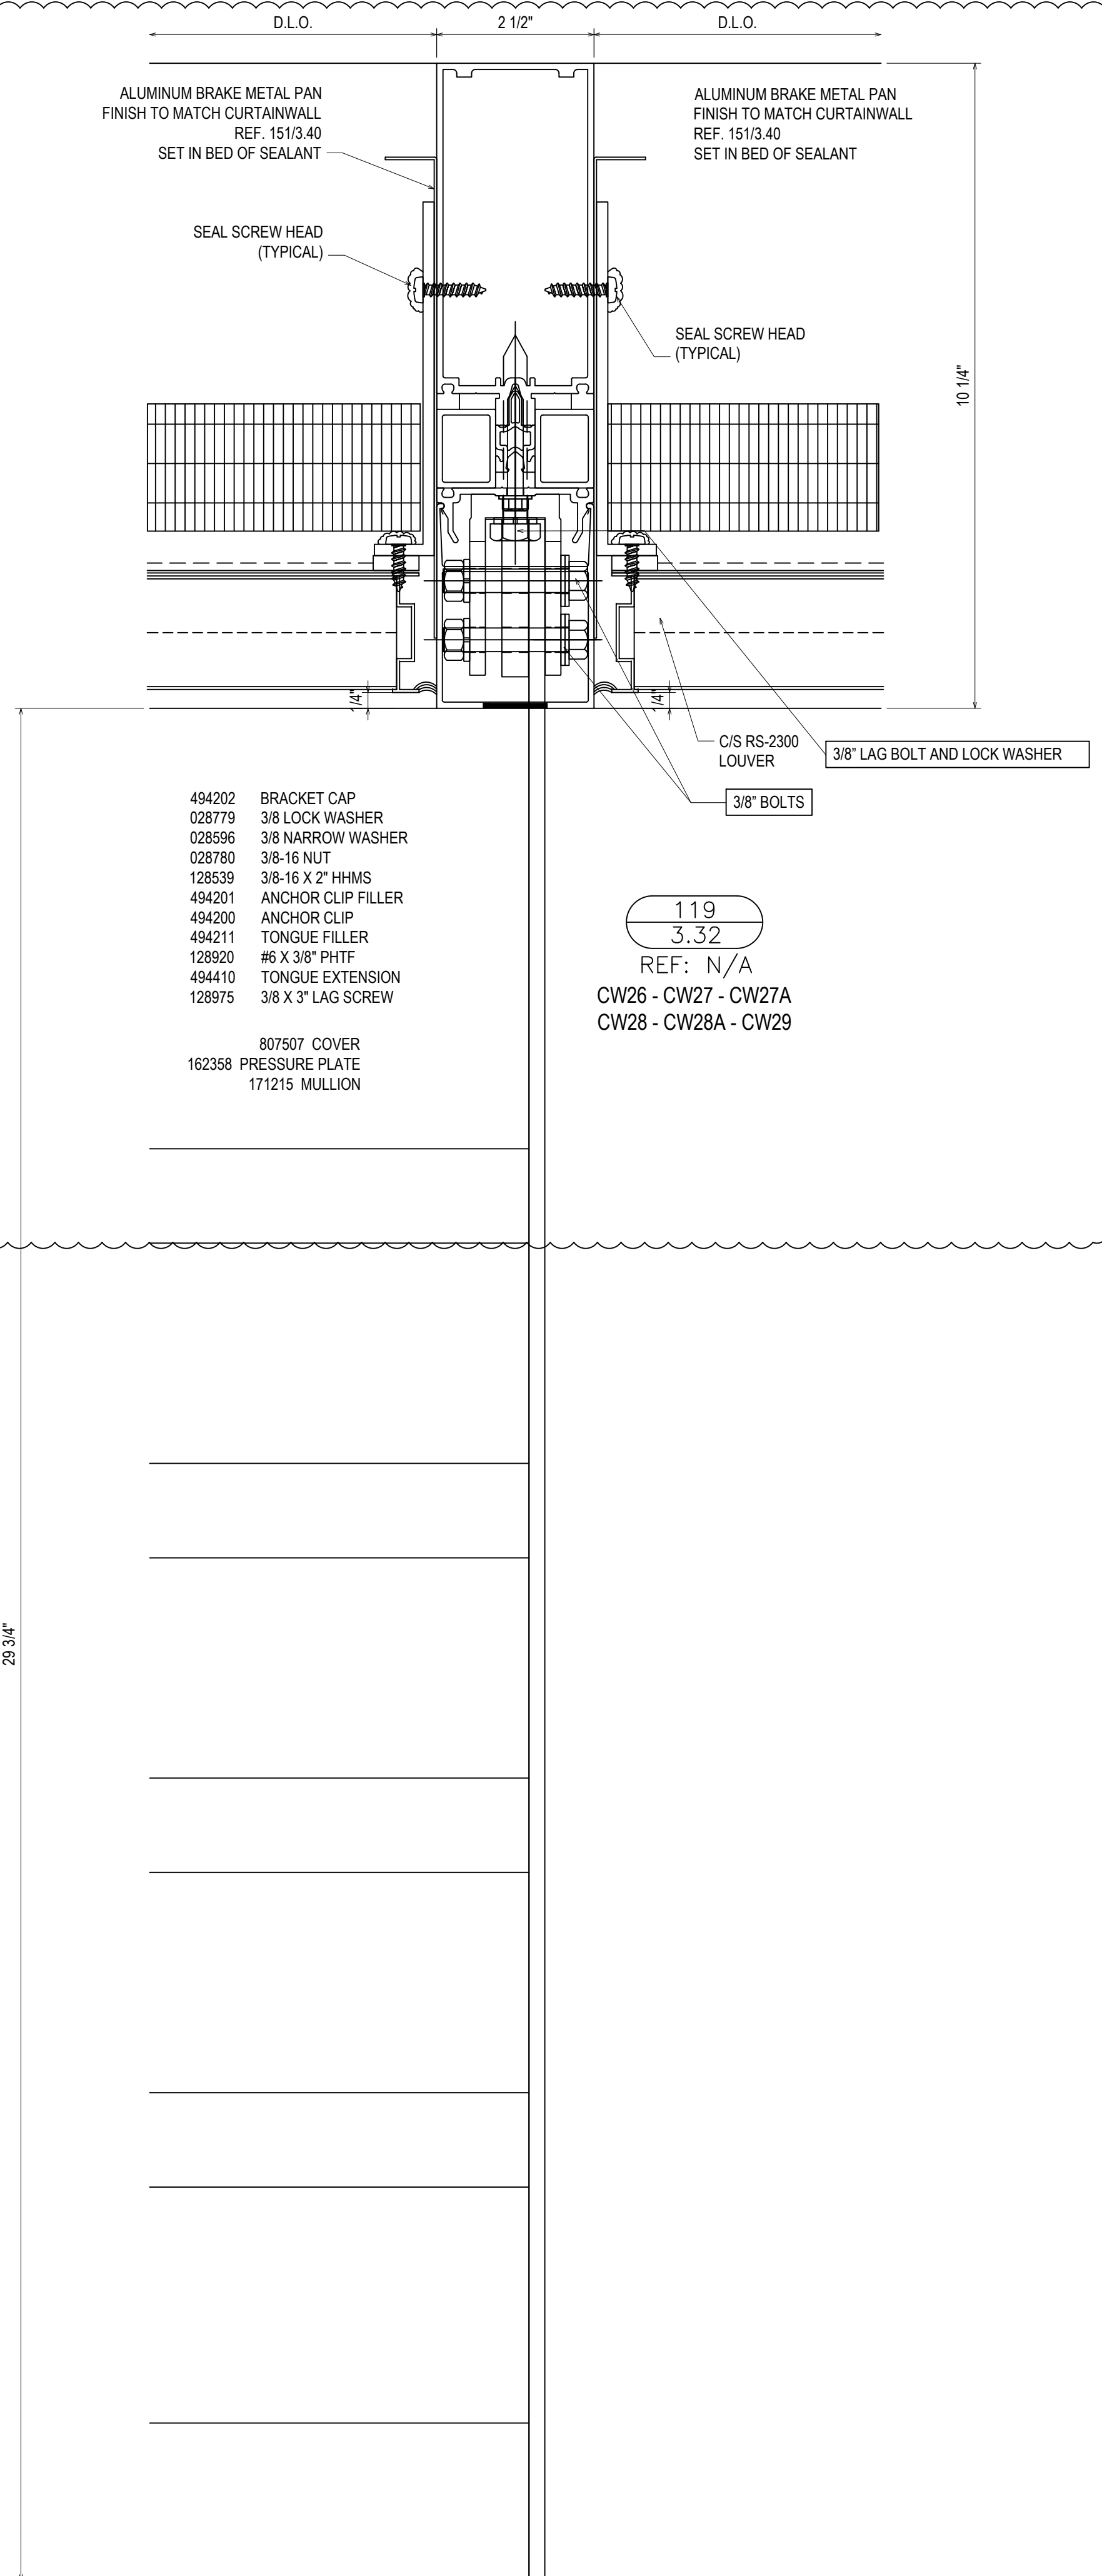 D.L.O.
2 1/2"
D.L.O.
ALUMINUM BRAKE METAL PAN
FINISH TO MATCH CURTAINWALL
REF. 151/3.40
SET IN BED OF SEALANT
ALUMINUM BRAKE METAL PAN
FINISH TO MATCH CURTAINWALL
REF. 151/3.40
SET IN BED OF SEALANT
SEAL SCREW HEAD
(TYPICAL)
SEAL SCREW HEAD
(TYPICAL)
10 1/4"
1/4"
1/4"
C/S RS-2300
LOUVER
3/8” LAG BOLT AND LOCK WASHER
3/8” BOLTS
494202 BRACKET CAP
028779 3/8 LOCK WASHER
028596 3/8 NARROW WASHER
028780 3/8-16 NUT
128539 3/8-16 X 2" HHMS
494201 ANCHOR CLIP FILLER
494200 ANCHOR CLIP
494211 TONGUE FILLER
128920 #6 X 3/8" PHTF
494410 TONGUE EXTENSION
128975 3/8 X 3" LAG SCREW
807507 COVER
162358 PRESSURE PLATE
171215 MULLION
119
3.32
REF: N/A
CW26 - CW27 - CW27A
CW28 - CW28A - CW29
29 3/4"